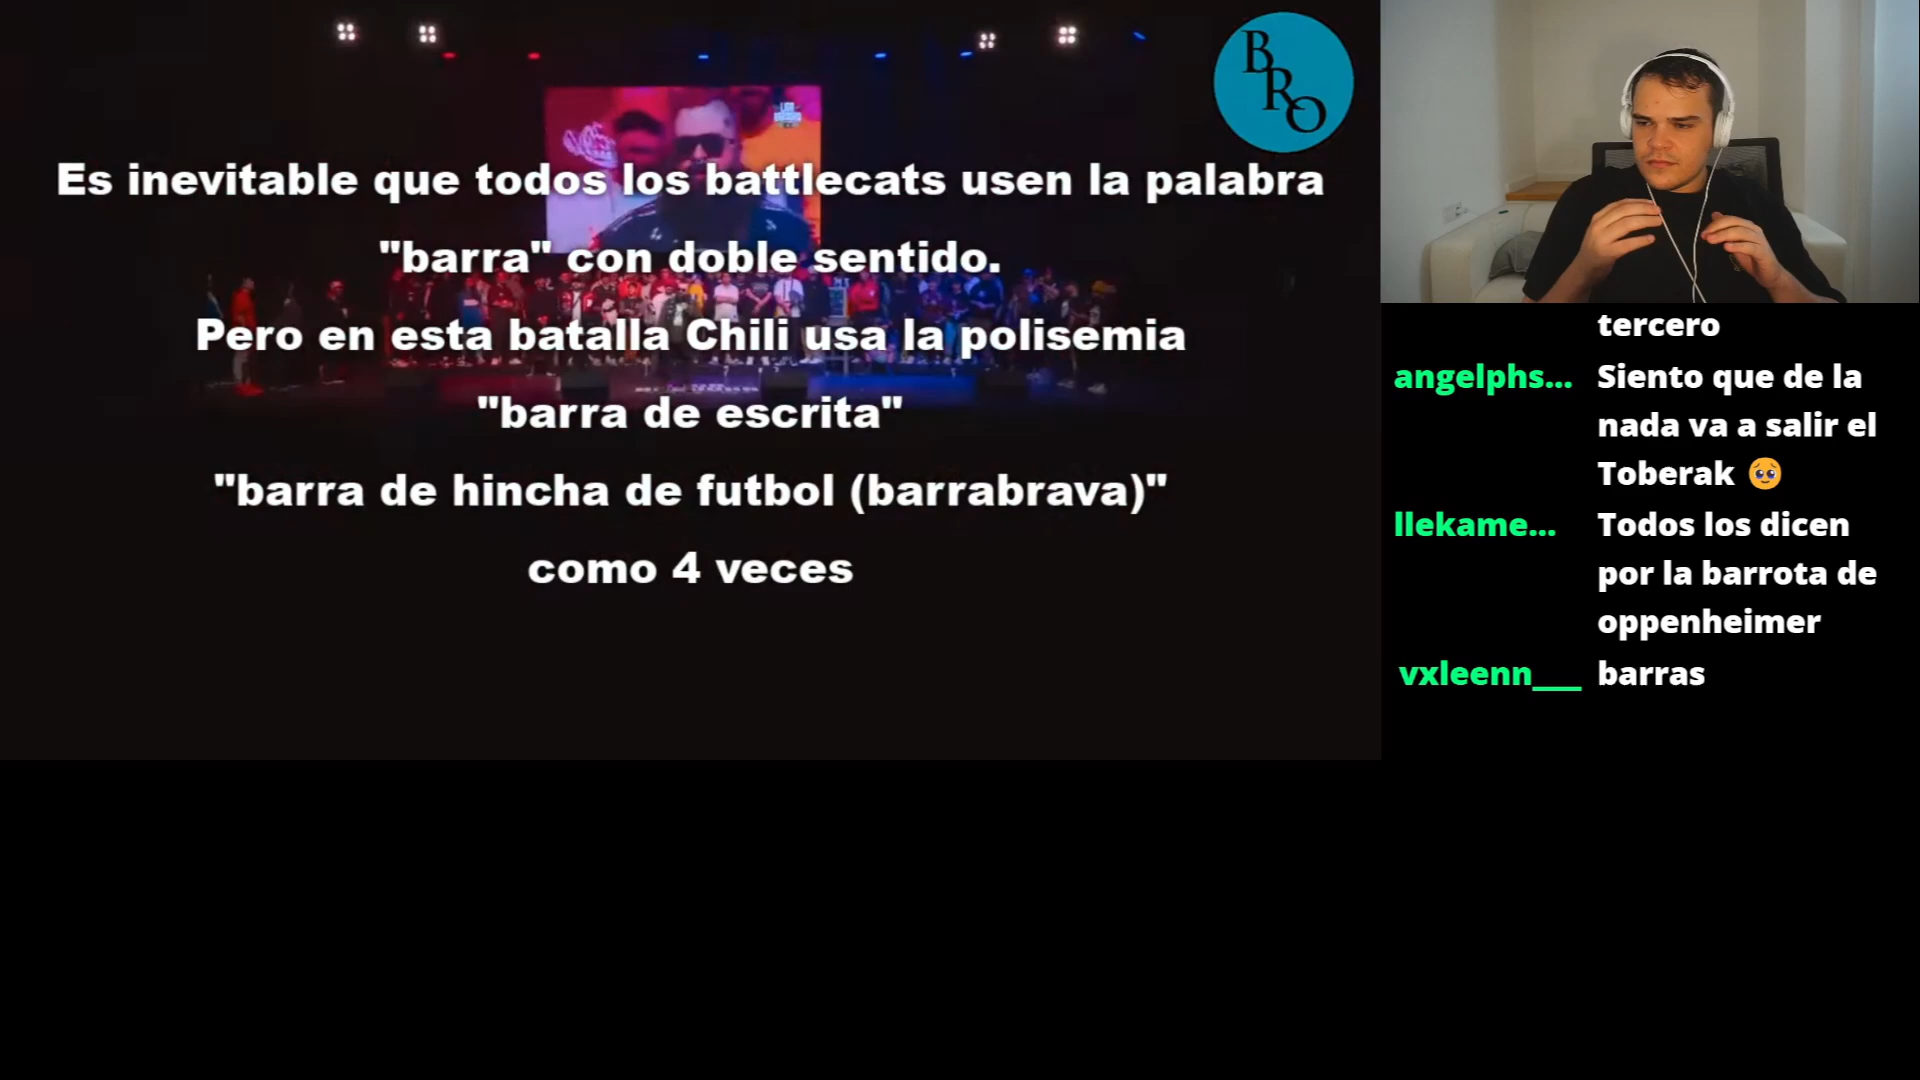 BRO
Es inevitable que todos los battlecats usen la palabra
"barra" con doble sentido.
Pero en esta batalla Chili usa la polisemia
"barra de escrita"
"barra de hincha de futbol (barrabrava)"
como 4 veces
tercero
angelphs... Siento que de la
nada va a salir el
Toberak 🥹
llekame... Todos los dicen
por la barrota de
oppenheimer
vxleenn___ barras